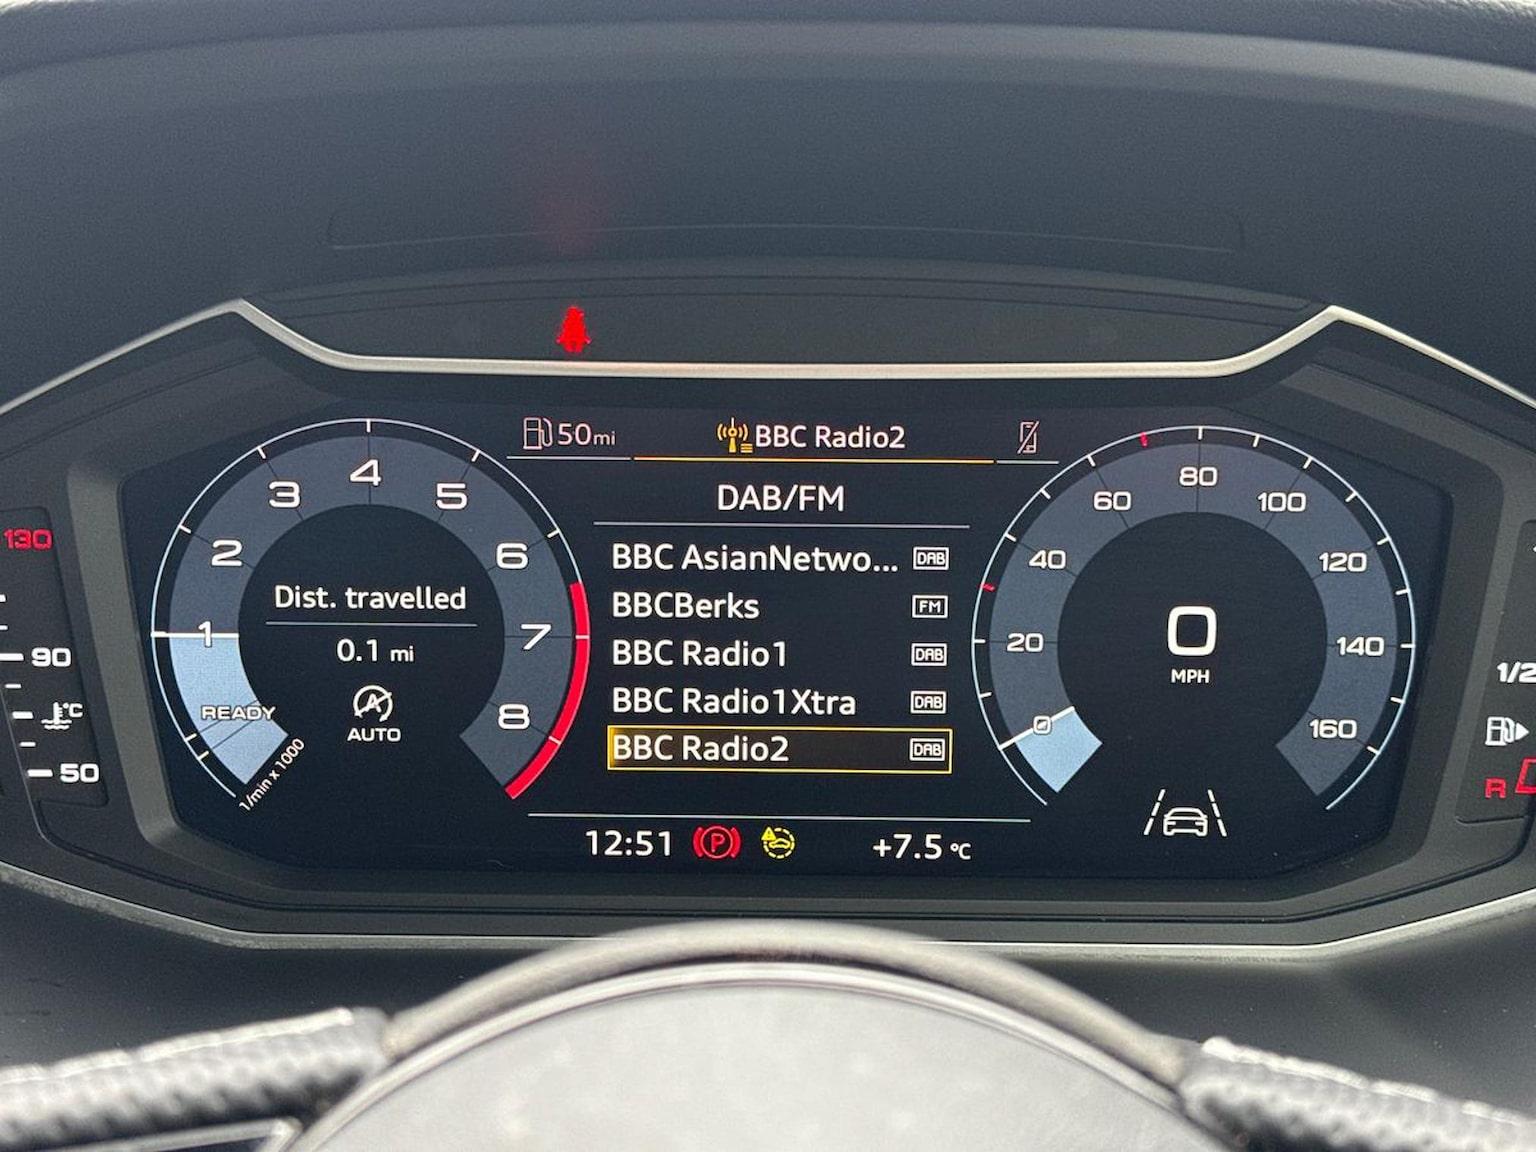 50mi
BBC Radio2
DAB/FM
BBC AsianNetwo... DAB
BBCBerks FM
BBC Radio1 DAB
BBC Radio1Xtra DAB
BBC Radio2 DAB
12:51
P
+7.5 °C
130
90
°C
50
1
2
3
4
5
6
7
8
READY
1/min x 1000
Dist. travelled
0.1 mi
A
AUTO
0
20
40
60
80
100
120
140
160
0
MPH
1/2
R